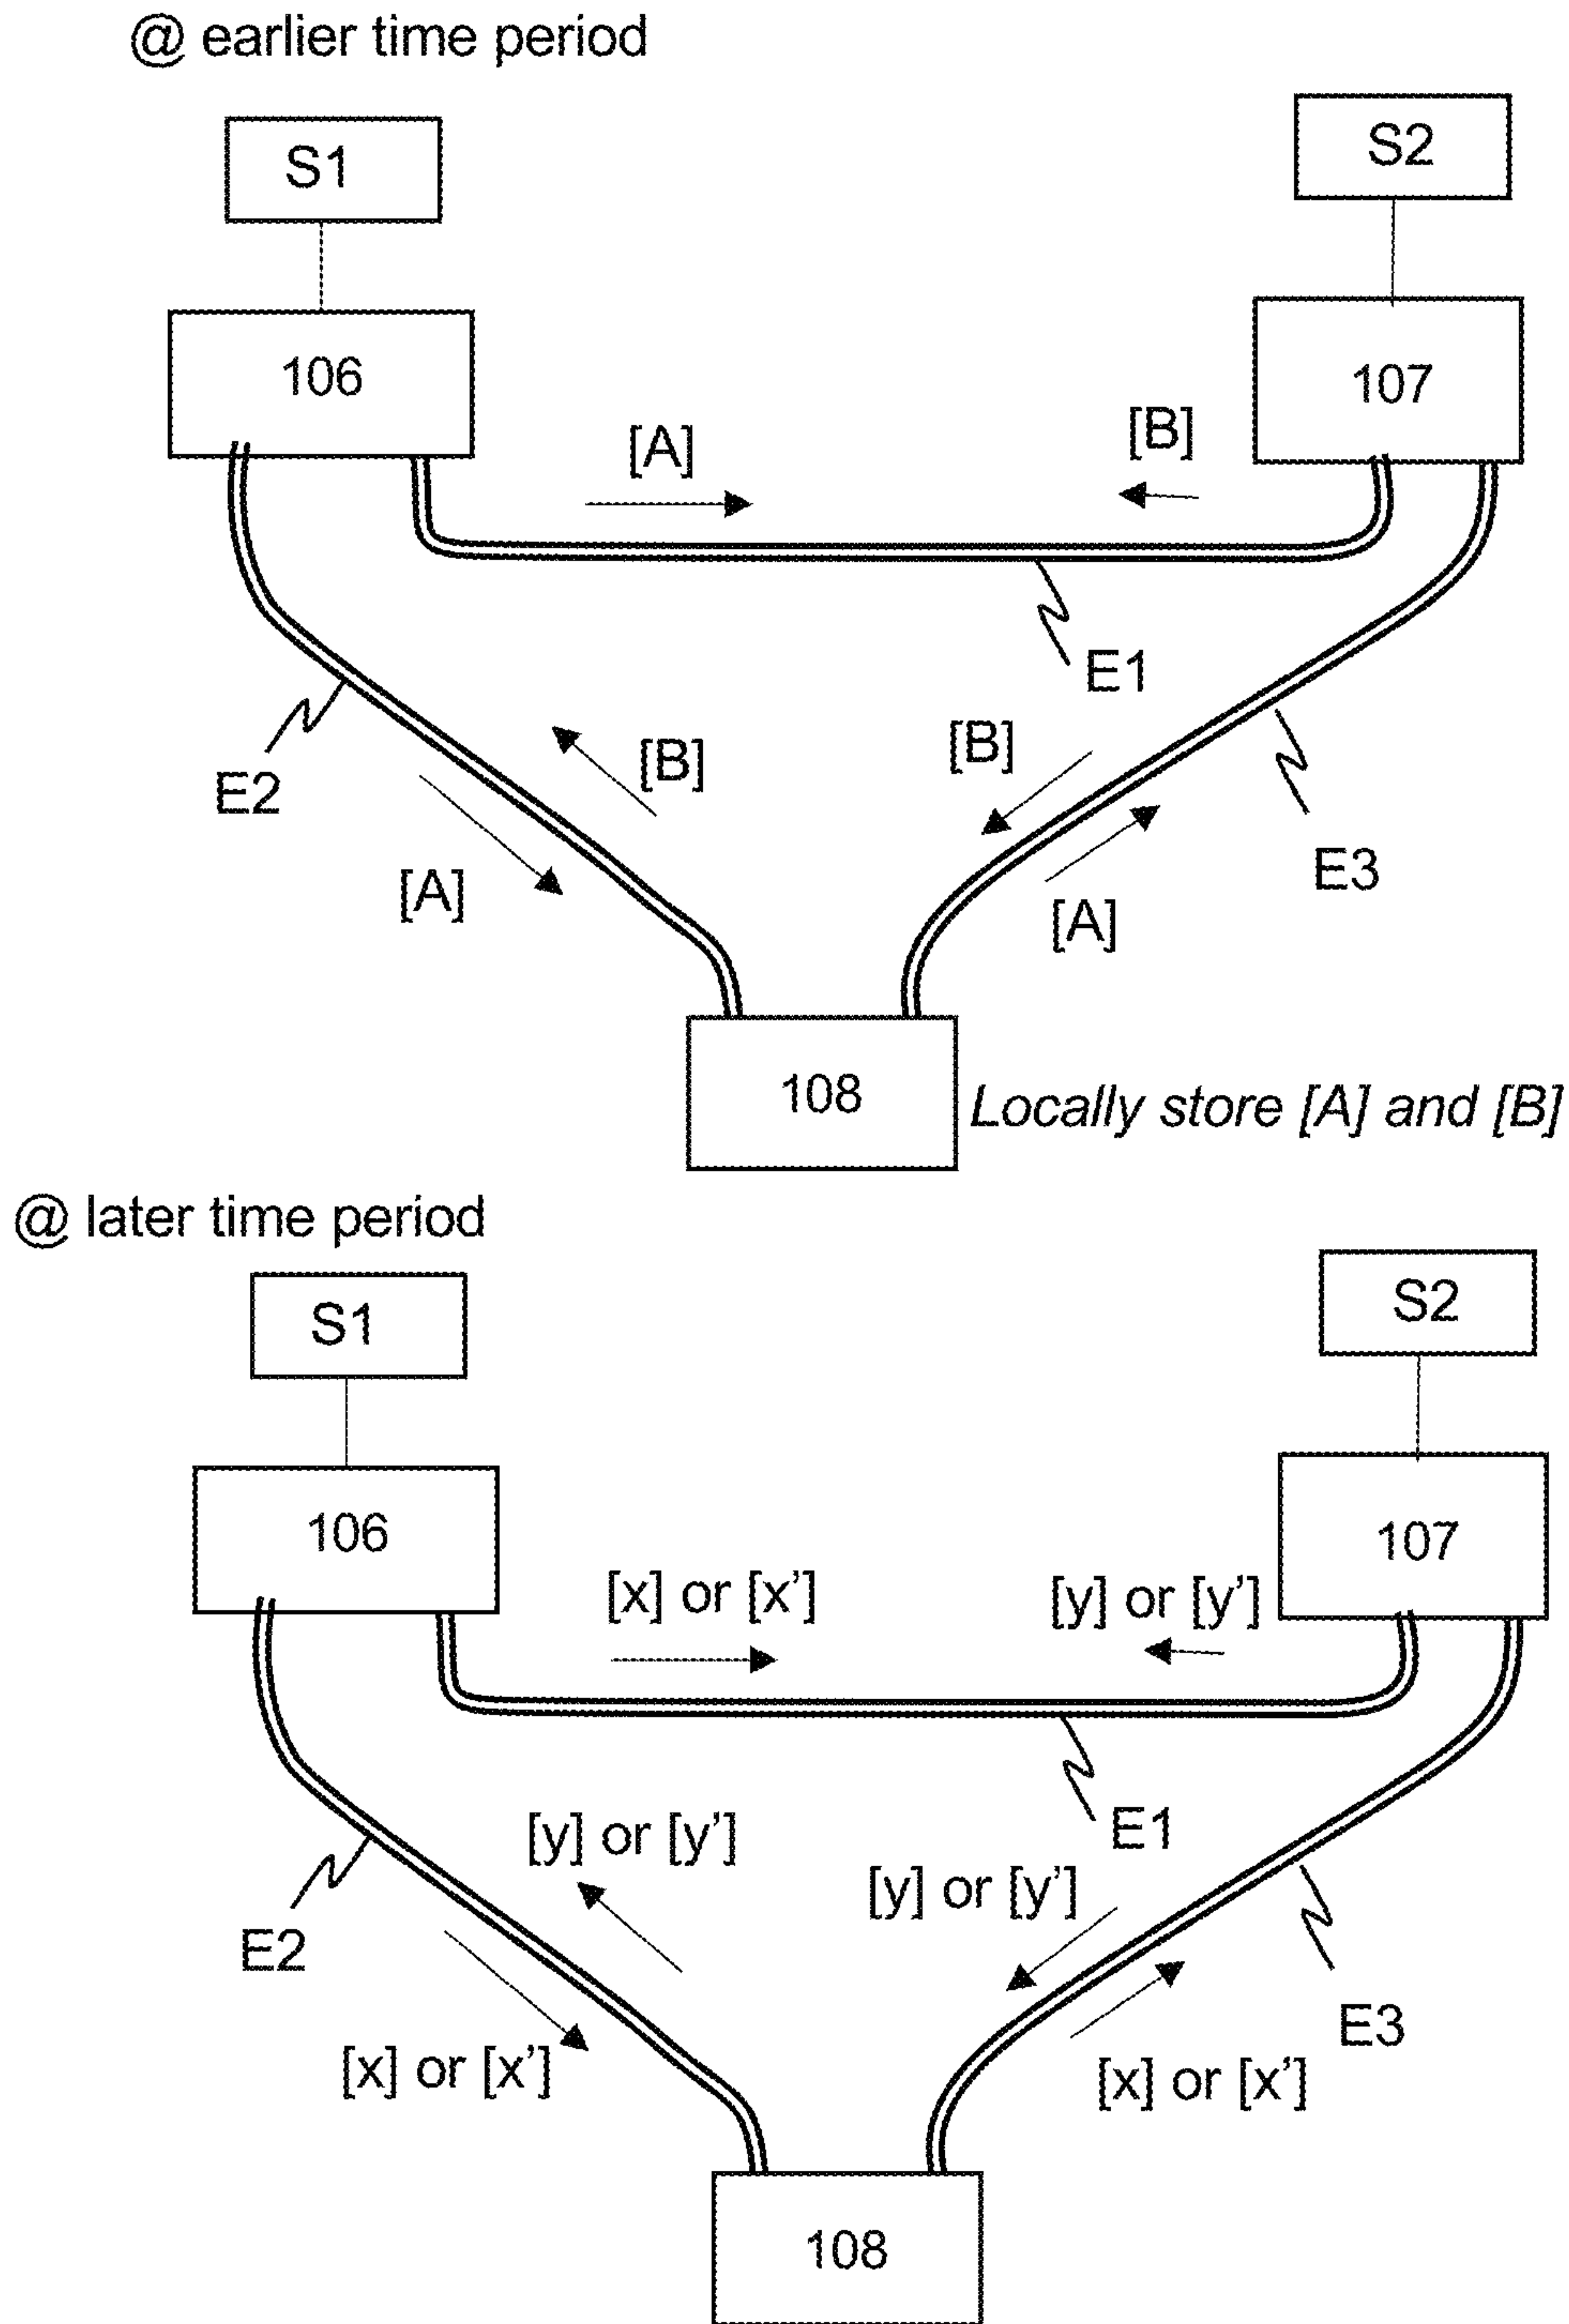 @ earlier time period
S1
S2
106
107
[A]
[B]
E1
[B]
[B]
E2
E3
[A]
[A]
108
Locally store [A] and [B]
@ later time period
S1
S2
106
107
[x] or [x’]
[y] or [y’]
E1
[y] or [y’]
[y] or [y’]
E2
E3
[x] or [x’]
[x] or [x’]
108